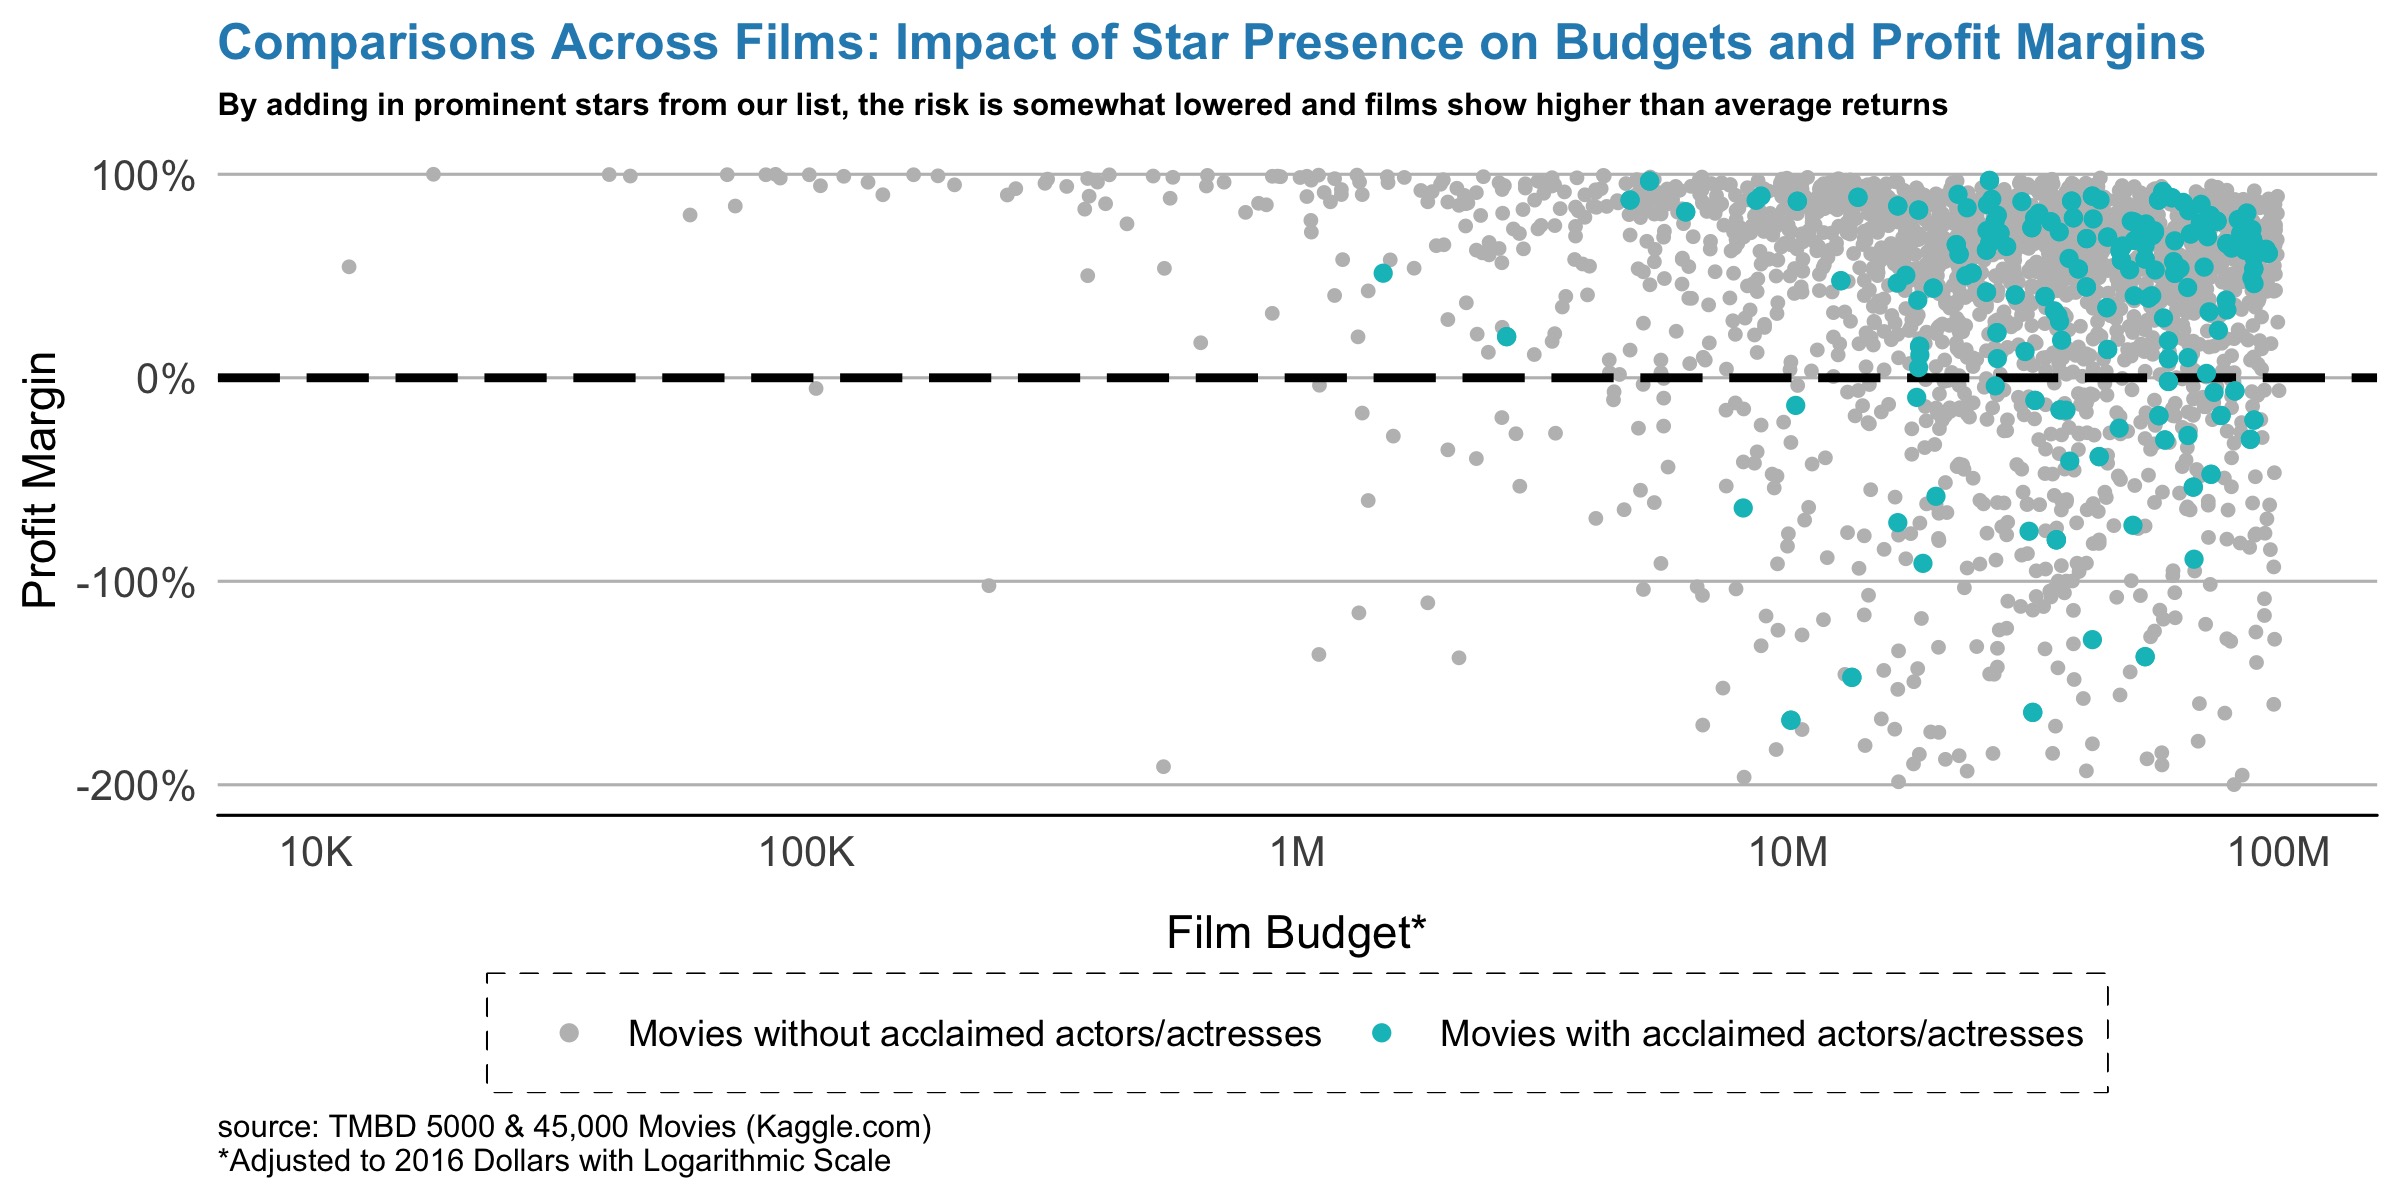 Comparisons Across Films: Impact of Star Presence on Budgets and Profit Margins
By adding in prominent stars from our list, the risk is somewhat lowered and films show higher than average returns
100%
0%
-100%
-200%
Profit Margin
10K 100K 1M 10M 100M
Film Budget*
Movies without acclaimed actors/actresses Movies with acclaimed actors/actresses
source: TMBD 5000 & 45,000 Movies (Kaggle.com)
*Adjusted to 2016 Dollars with Logarithmic Scale